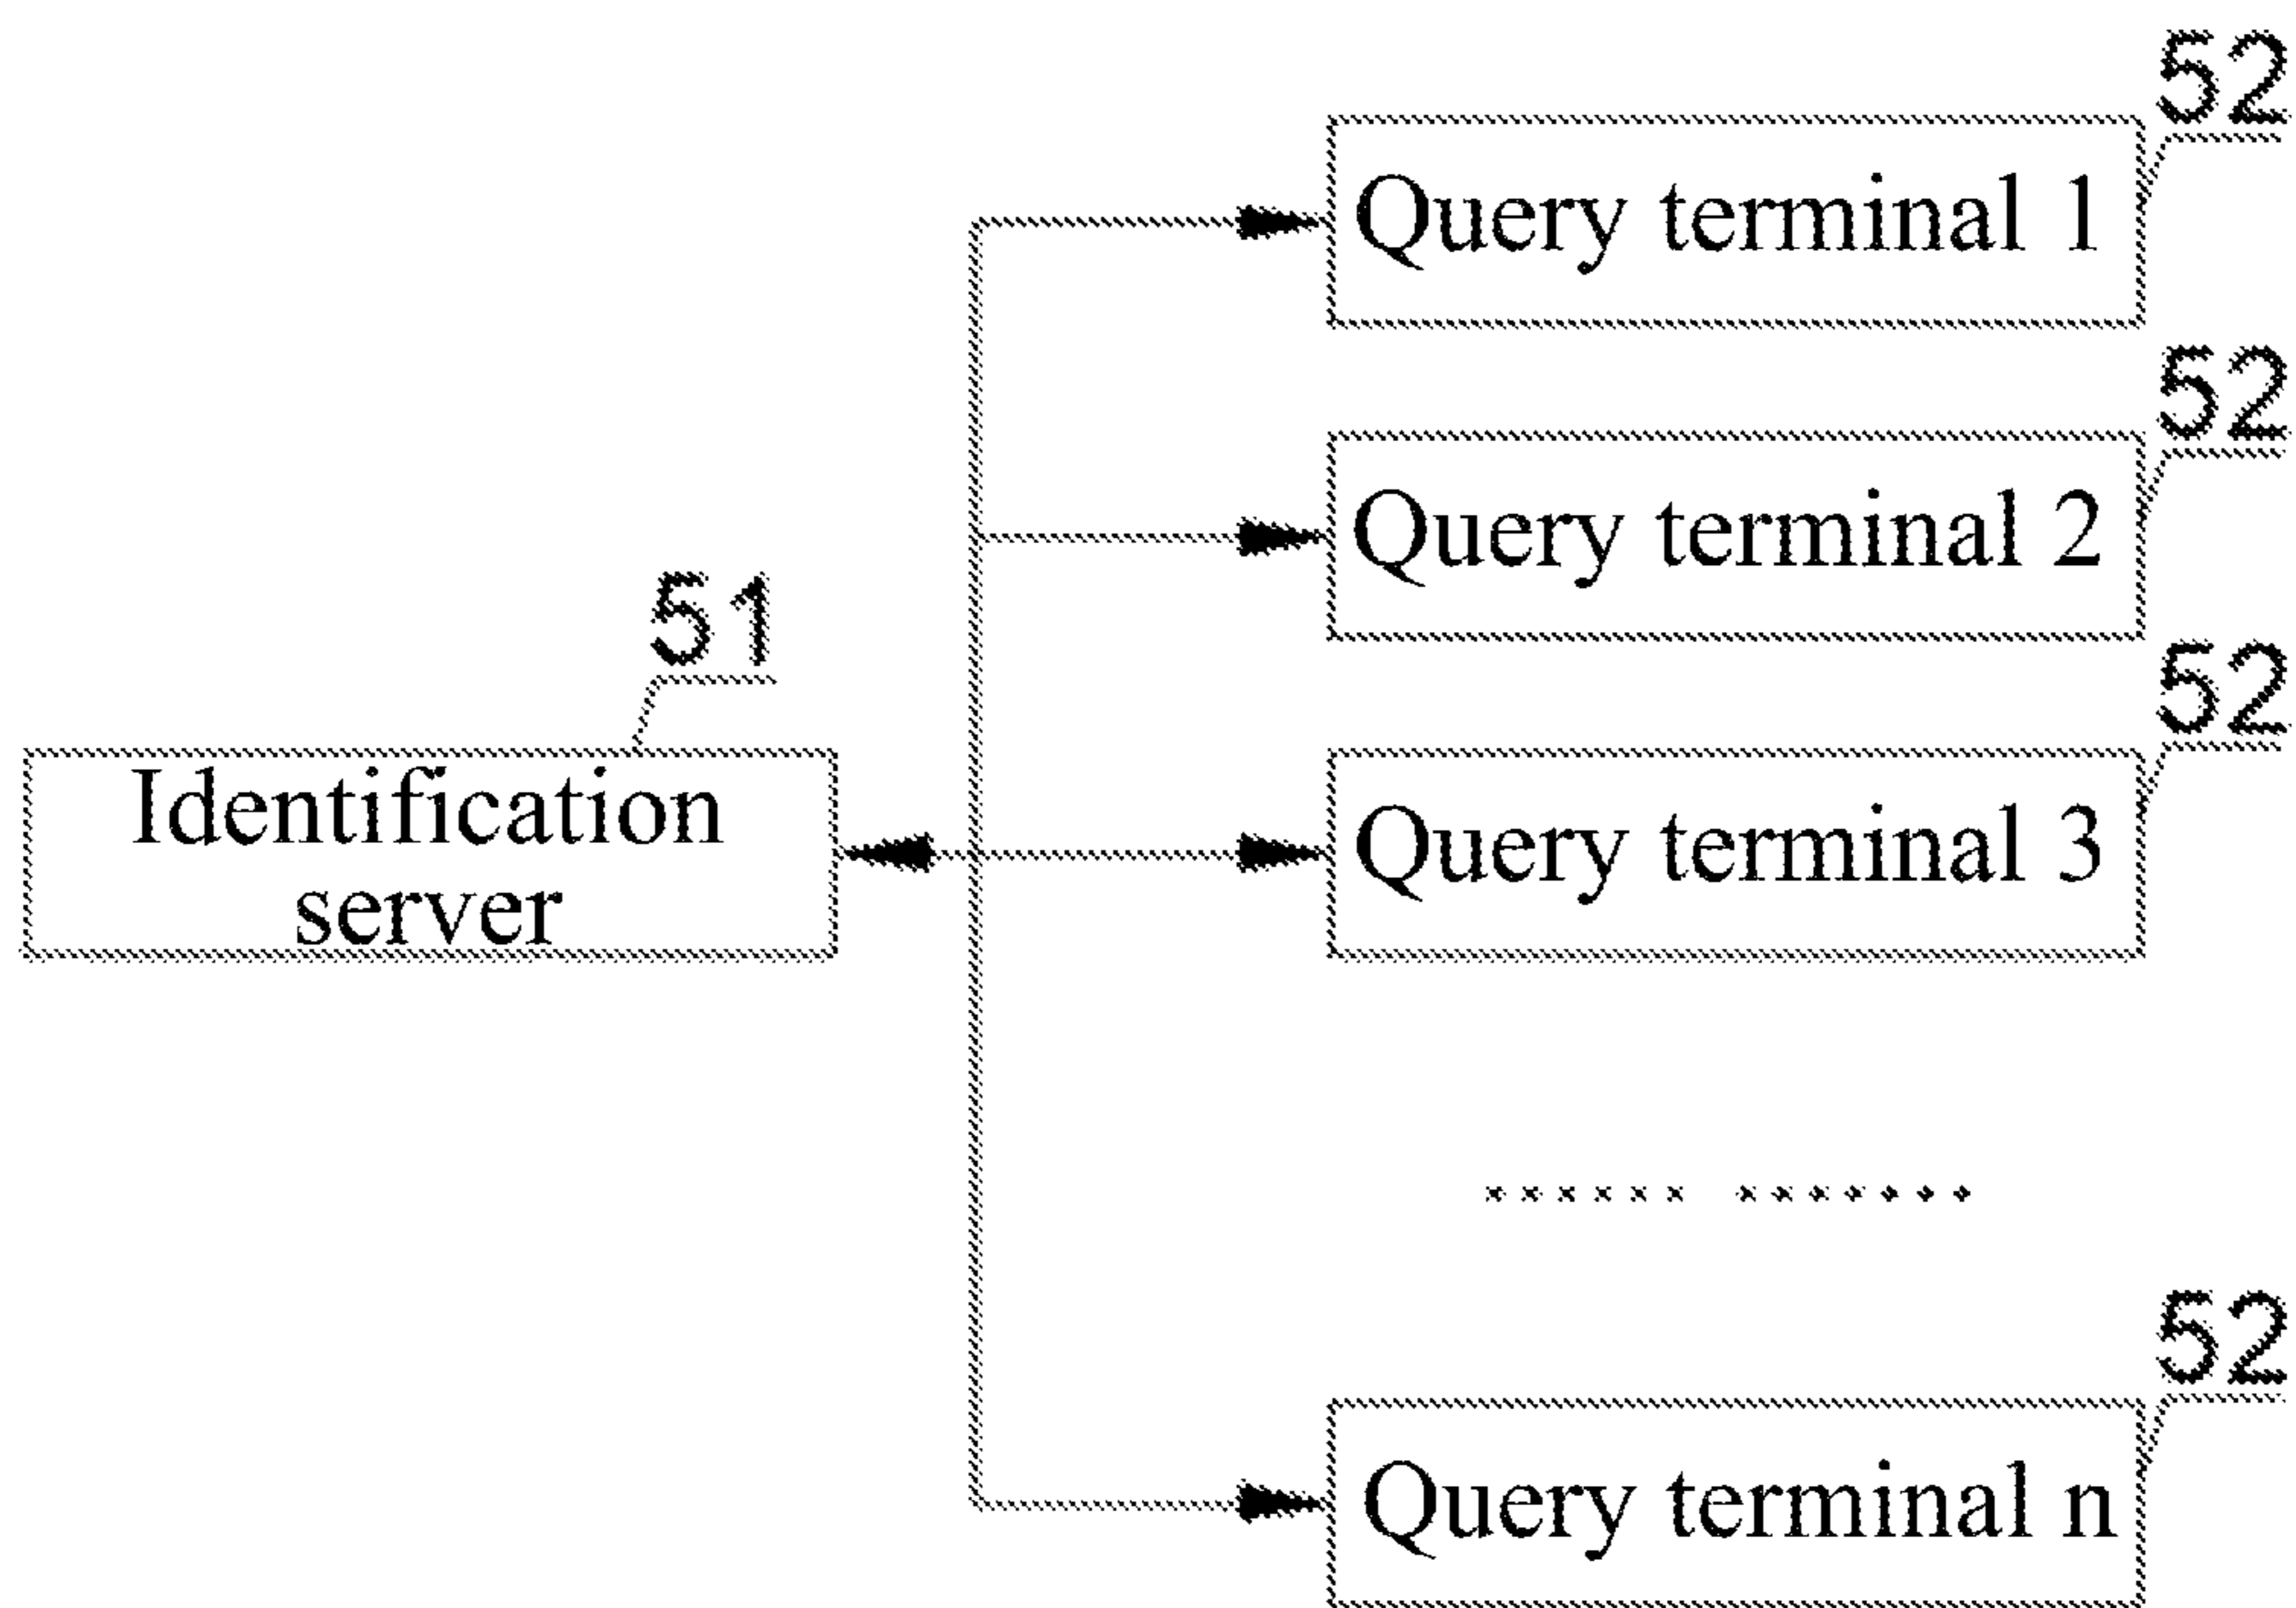 52
Query terminal 1
52
Query terminal 2
51
52
Identification
server
Query terminal 3
...... .......
52
Query terminal n